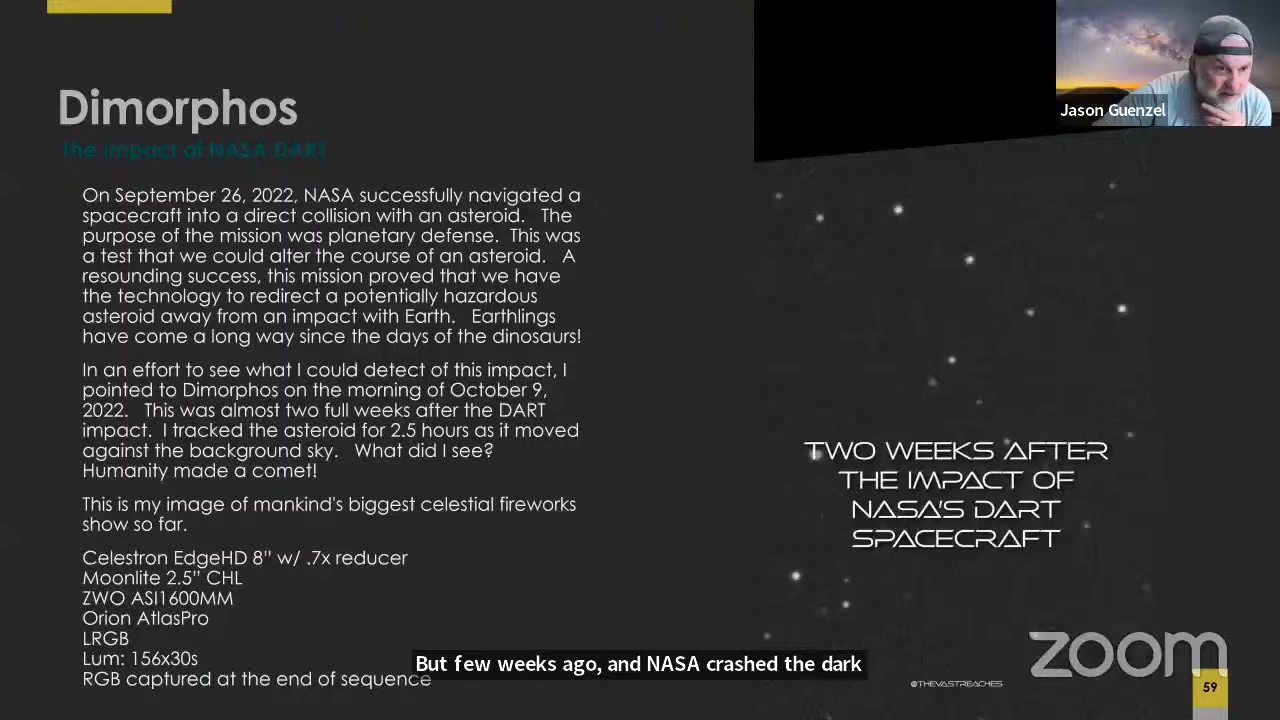 Dimorphos
The Impact of NASA DART
On September 26, 2022, NASA successfully navigated a
spacecraft into a direct collision with an asteroid. The
purpose of the mission was planetary defense. This was
a test that we could alter the course of an asteroid. A
resounding success, this mission proved that we have
the technology to redirect a potentially hazardous
asteroid away from an impact with Earth. Earthlings
have come a long way since the days of the dinosaurs!
In an effort to see what I could detect of this impact, I
pointed to Dimorphos on the morning of October 9,
2022. This was almost two full weeks after the DART
impact. I tracked the asteroid for 2.5 hours as it moved
against the background sky. What did I see?
Humanity made a comet!
This is my image of mankind's biggest celestial fireworks
show so far.
Celestron EdgeHD 8" w/ .7x reducer
Moonlite 2.5" CHL
ZWO ASI1600MM
Orion AtlasPro
LRGB
Lum: 156x30s
RGB captured at the end of sequence
Jason Guenzel
TWO WEEKS AFTER
THE IMPACT OF
NASA'S DART
SPACECRAFT
But few weeks ago, and NASA crashed the dark
zoom
@THEVASTREACHES
59